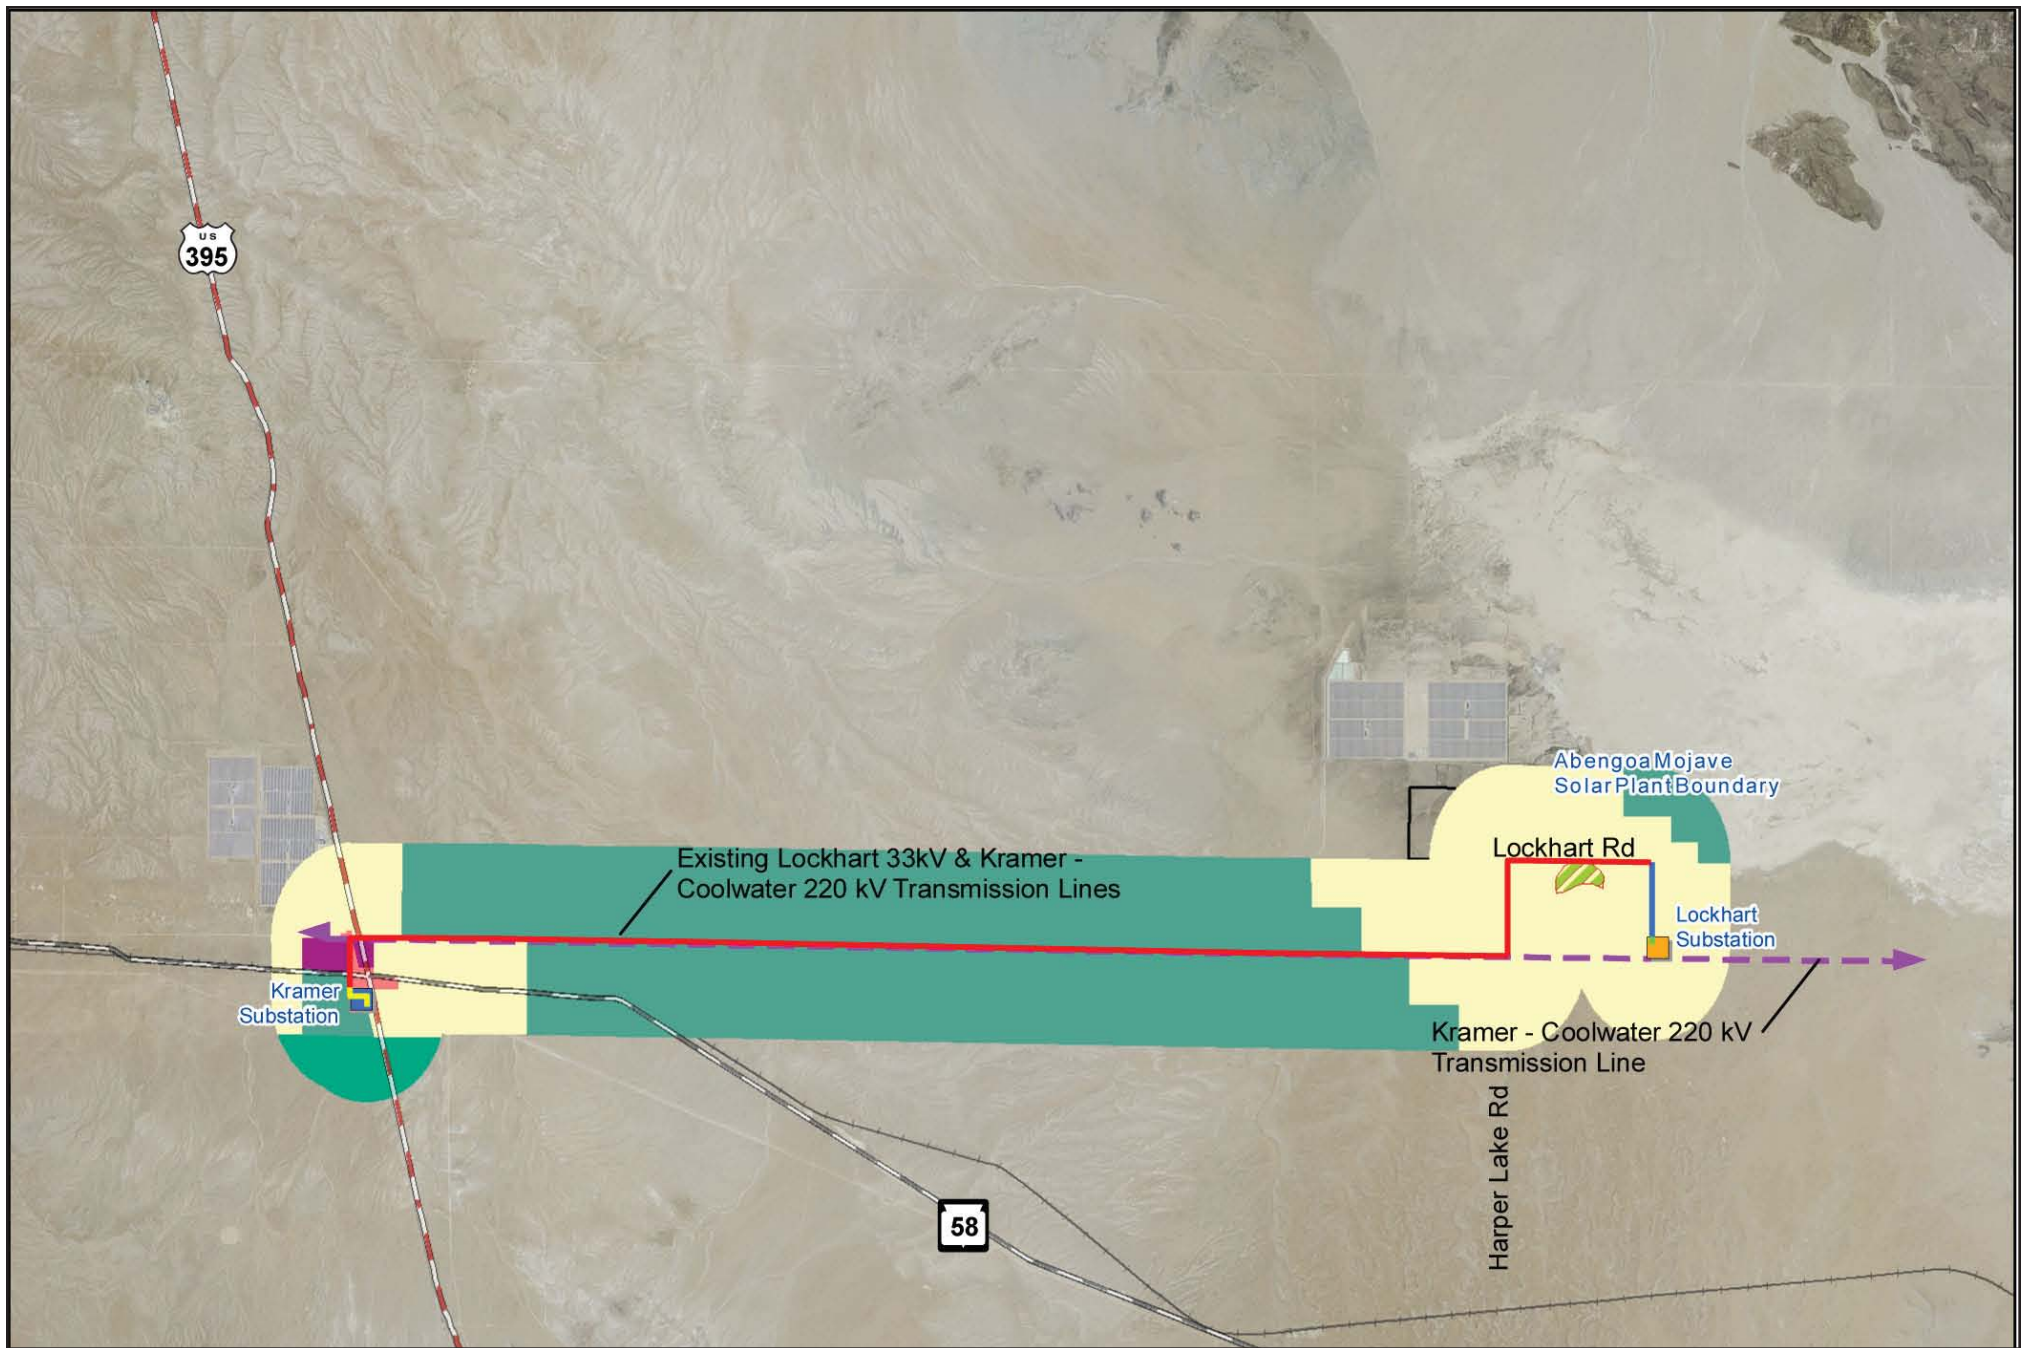 US
395
Abengoa Mojave
Solar Plant Boundary
Lockhart Rd
Existing Lockhart 33kV & Kramer -
Coolwater 220 kV Transmission Lines
Lockhart
Substation
Kramer
Substation
Kramer - Coolwater 220 kV
Transmission Line
Harper Lake Rd
58